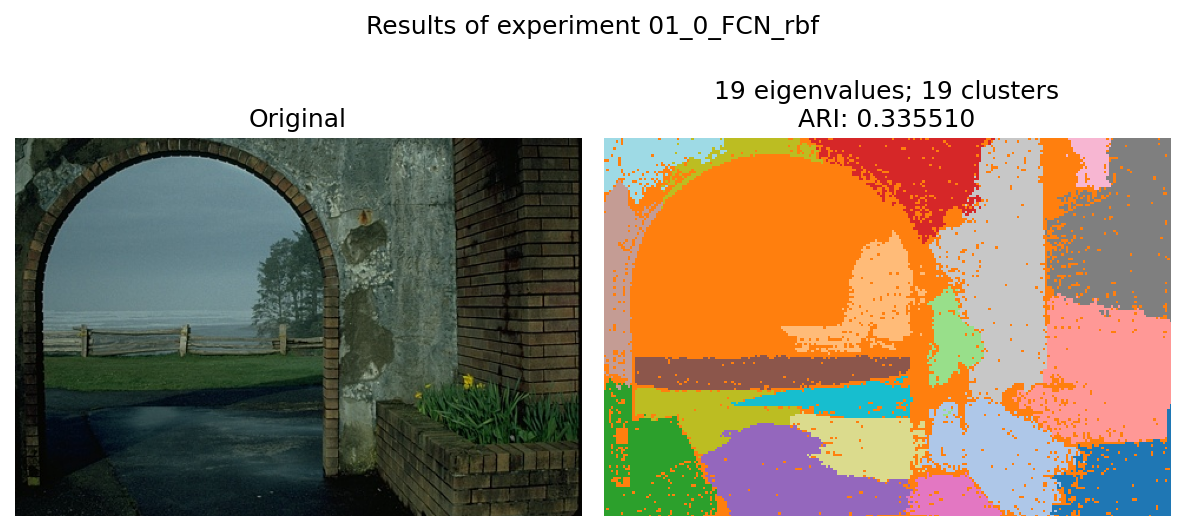 Results of experiment 01_0_FCN_rbf
Original
19 eigenvalues; 19 clusters
ARI: 0.335510